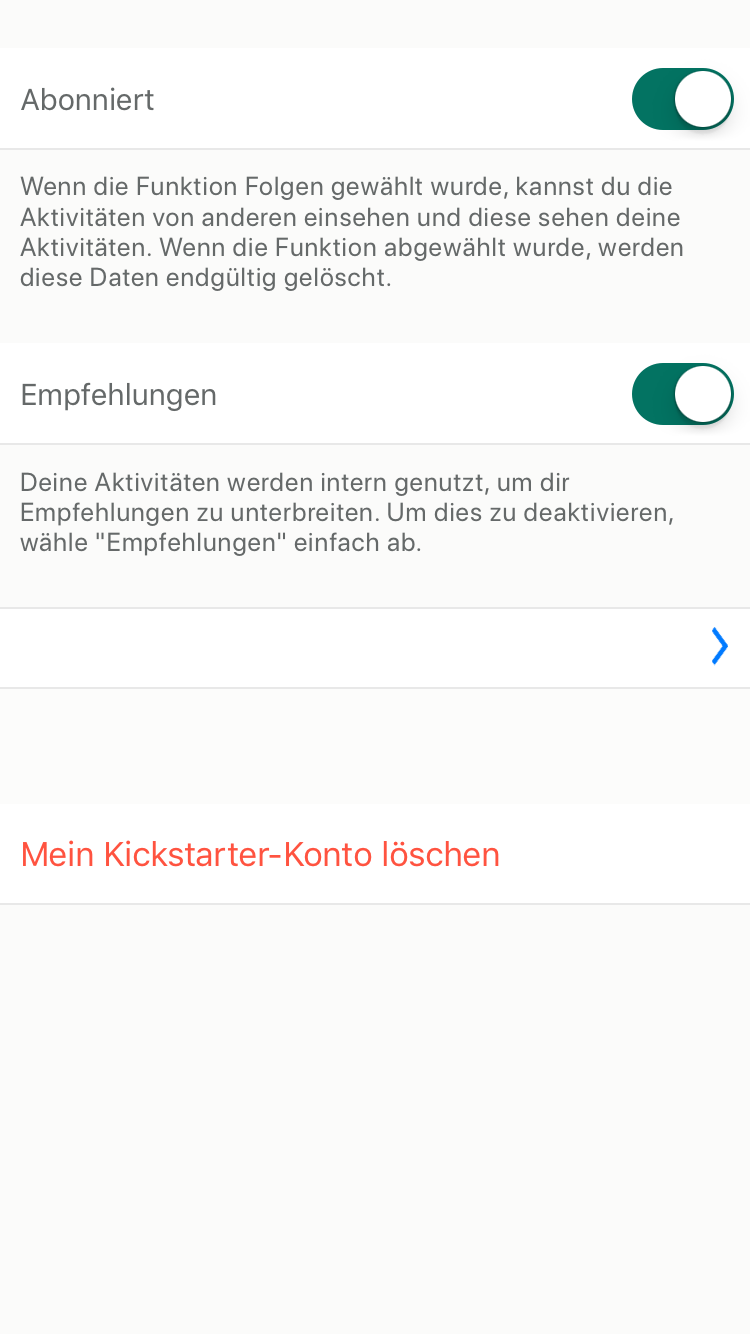 Abonniert
Wenn die Funktion Folgen gewählt wurde, kannst du die
Aktivitäten von anderen einsehen und diese sehen deine
Aktivitäten. Wenn die Funktion abgewählt wurde, werden
diese Daten endgültig gelöscht.
Empfehlungen
Deine Aktivitäten werden intern genutzt, um dir
Empfehlungen zu unterbreiten. Um dies zu deaktivieren,
wähle "Empfehlungen" einfach ab.
Mein Kickstarter-Konto löschen